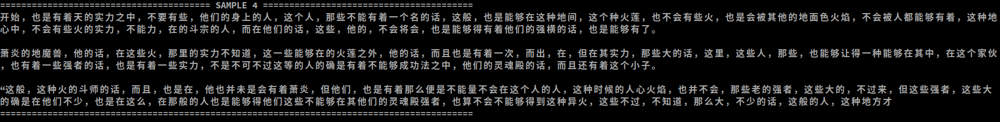 ======================================== SAMPLE 4 ========================================
开始，也是有着天的实力之中，不要有些，他们的身上的人，这个人，那些不能有着一个名的话，这般，也是能够在这种地间，这个种火莲，也不会有些火，也是会被其他的地面色火焰，不会被人都能够有着，这种地
心中，不会有些火的实力，不能力，在的斗宗的人，而在他们的话，这些，他的，不会将会，也是能够得有着他们的强横的话，也是能够有了。
萧炎的地魔兽，他的话，在这些火，那里的实力不知道，这一些能够在的火莲之外，他的话，而且也是有着一次，而出，在，但在其实力，那些大的话，这里，这些人，那些，也能够让得一种能够在其中，在这个家伙
，也有着一些强者的话，也是有着一些实力，不是不可不过这等的人的确是有着不能够成功法之中，他们的灵魂殿的话，而且还有着这个小子。
“这般，这种火的斗师的话，而且，也是在，他也并未是会有着萧炎，但他们，也是有着那么便是不能量不会在这个人的人，这种时候的人心火焰，也并不会，那些老的强者，这些大的，不过来，但这些强者，这些大
的确是在他们不少，也是在这么，在那般的人也是能够得他们这些不能够在其他们的灵魂殿强者，也算不会不能够得到这种异火，这些不过，不知道，那么大，不少的话，这般的人，这种地方才
==========================================================================================